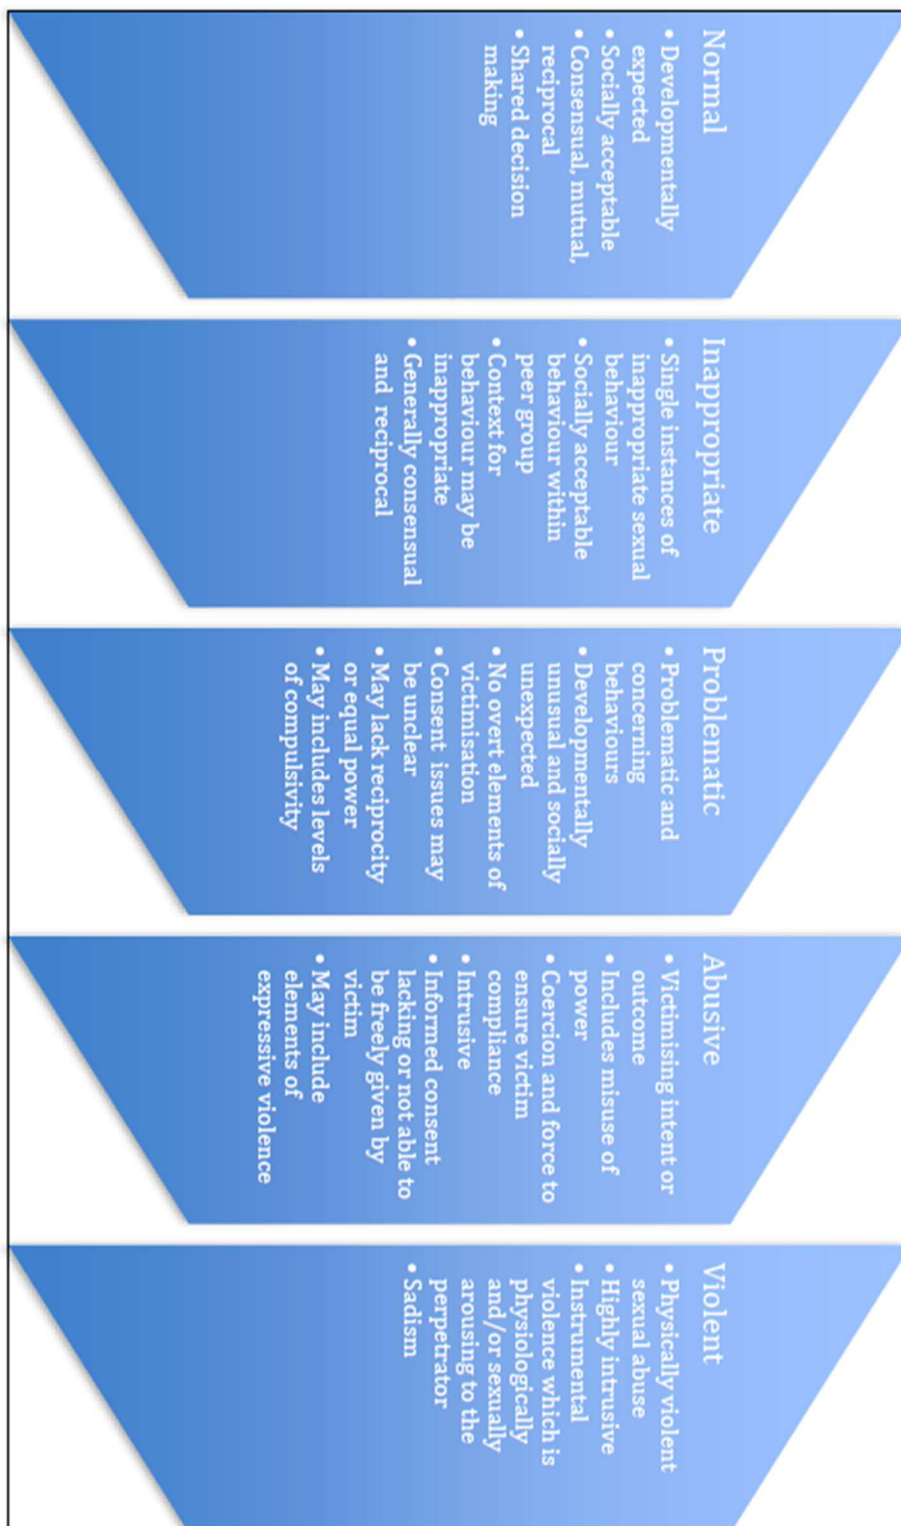 Normal
• Developmentally
expected
• Socially acceptable
• Consensual, mutual,
reciprocal
• Shared decision
making
Inappropriate
• Single instances of
inappropriate sexual
behaviour
• Socially acceptable
behaviour within
peer group
• Context for
behaviour may be
inappropriate
• Generally consensual
and reciprocal
Problematic
• Problematic and
concerning
behaviours
• Developmentally
unusual and socially
unexpected
• No overt elements of
victimisation
• Consent issues may
be unclear
• May lack reciprocity
or equal power
• May includes levels
of compulsivity
Abusive
• Victimising intent or
outcome
• Includes misuse of
power
• Coercion and force to
ensure victim
compliance
• Intrusive
• Informed consent
lacking or not able to
be freely given by
victim
• May include
elements of
expressive violence
Violent
• Physically violent
sexual abuse
• Highly intrusive
• Instrumental
violence which is
physiologically
and/or sexually
arousing to the
perpetrator
• Sadism